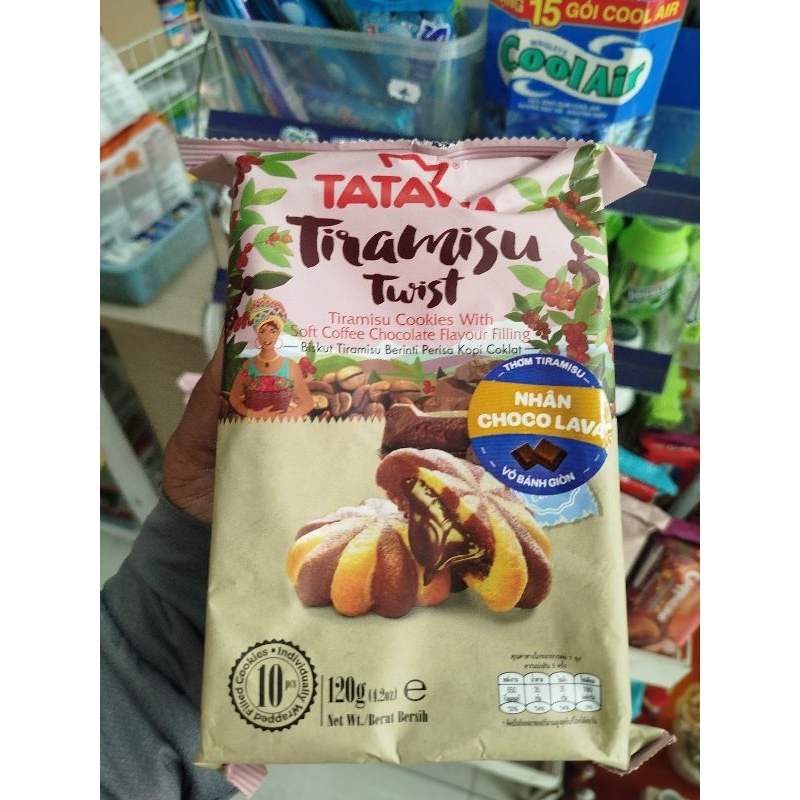 15 GÓI COOL AIR
WRIGLEY'S
CoolAir
TATAWA
Tiramisu
Twist
Tiramisu Cookies With
Soft Coffee Chocolate Flavour Filling
Biskut Tiramisu Berinti Perisa Kopi Coklat
THƠM TIRAMISU
NHÂN
CHOCO LAVA
VỎ BÁNH GIÒN
10 pcs
Individually Wrapped Filled Cookies
120g (4.2oz) e
Net Wt./Berat Bersih